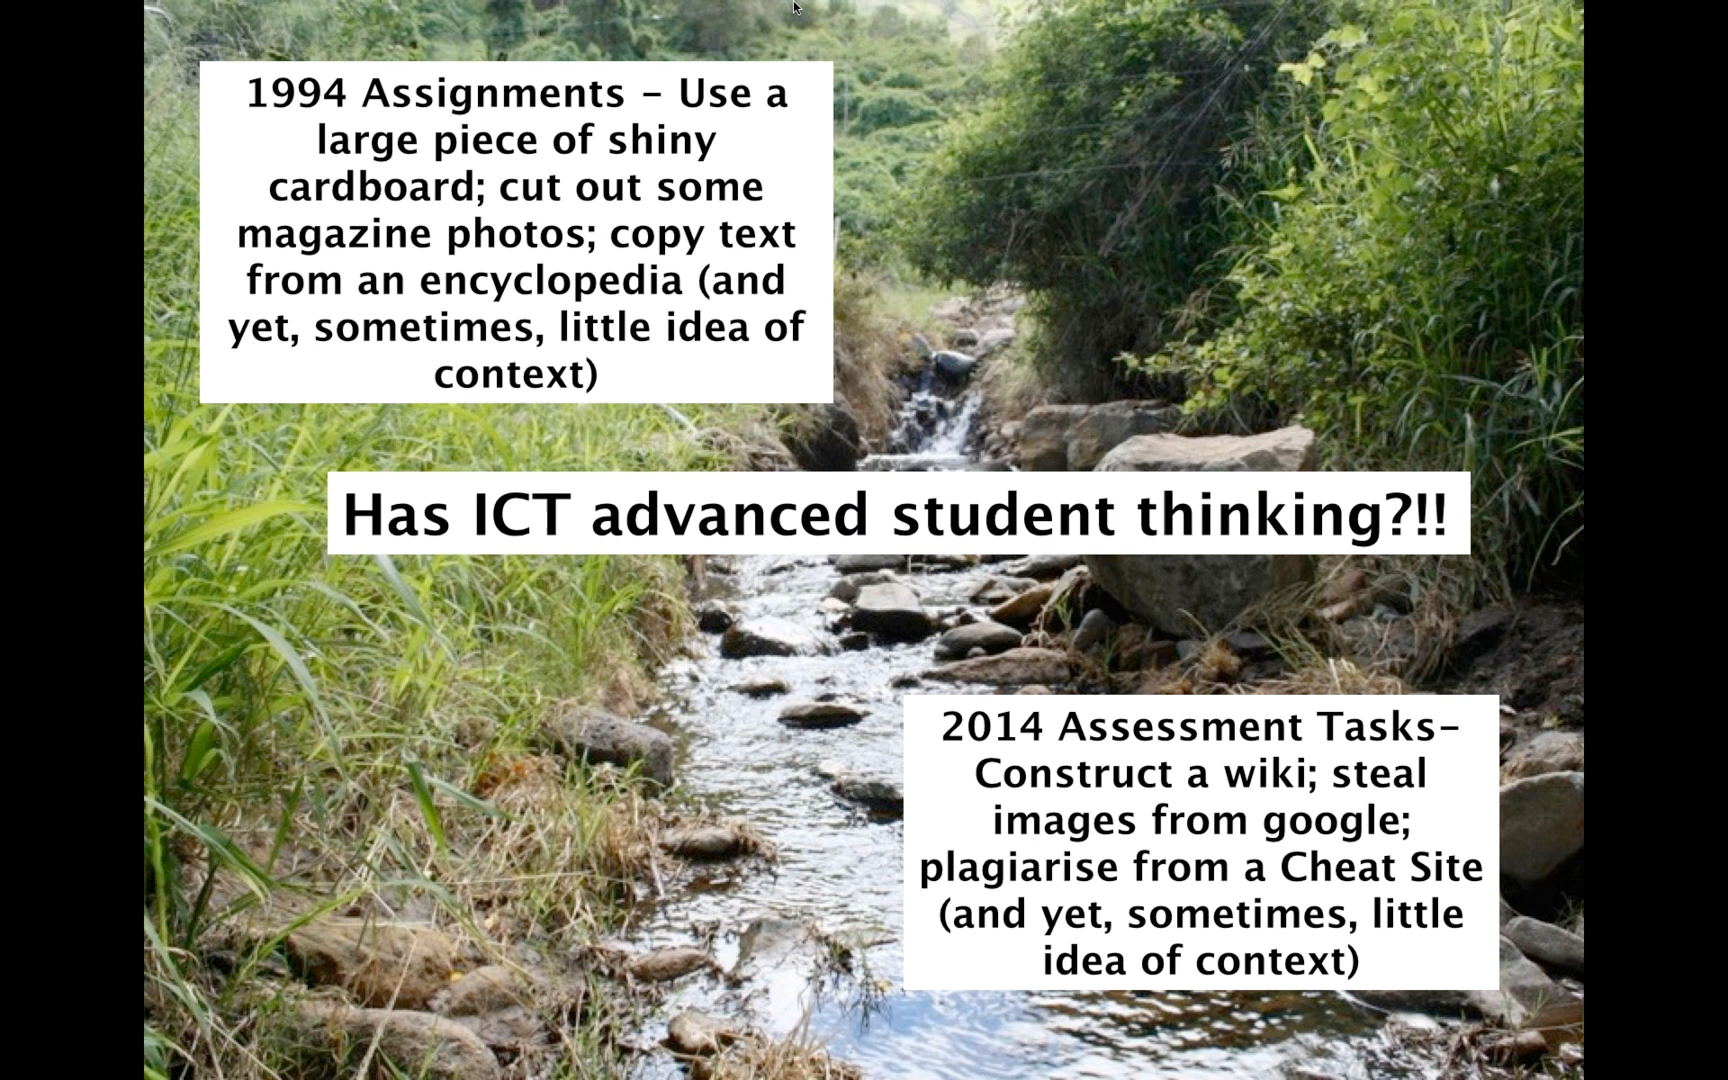 1994 Assignments - Use a
large piece of shiny
cardboard; cut out some
magazine photos; copy text
from an encyclopedia (and
yet, sometimes, little idea of
context)
Has ICT advanced student thinking?!!
2014 Assessment Tasks-
Construct a wiki; steal
images from google;
plagiarise from a Cheat Site
(and yet, sometimes, little
idea of context)